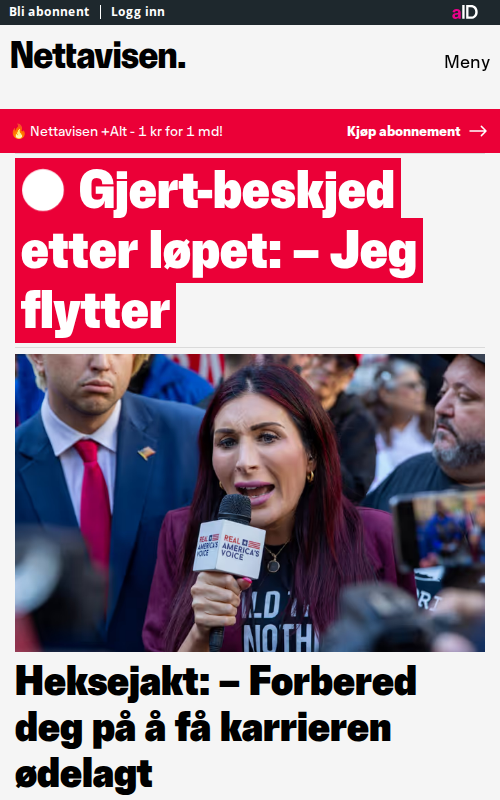 Bli abonnent | Logg inn
aID
Nettavisen.
Meny
🔥 Nettavisen +Alt - 1 kr for 1 md!
Kjøp abonnement →
Gjert-beskjed
etter løpet: – Jeg
flytter
REAL AMERICA'S VOICE
REAL AMERICA'S VOICE
NOTH
Heksejakt: – Forbered
deg på å få karrieren
ødelagt